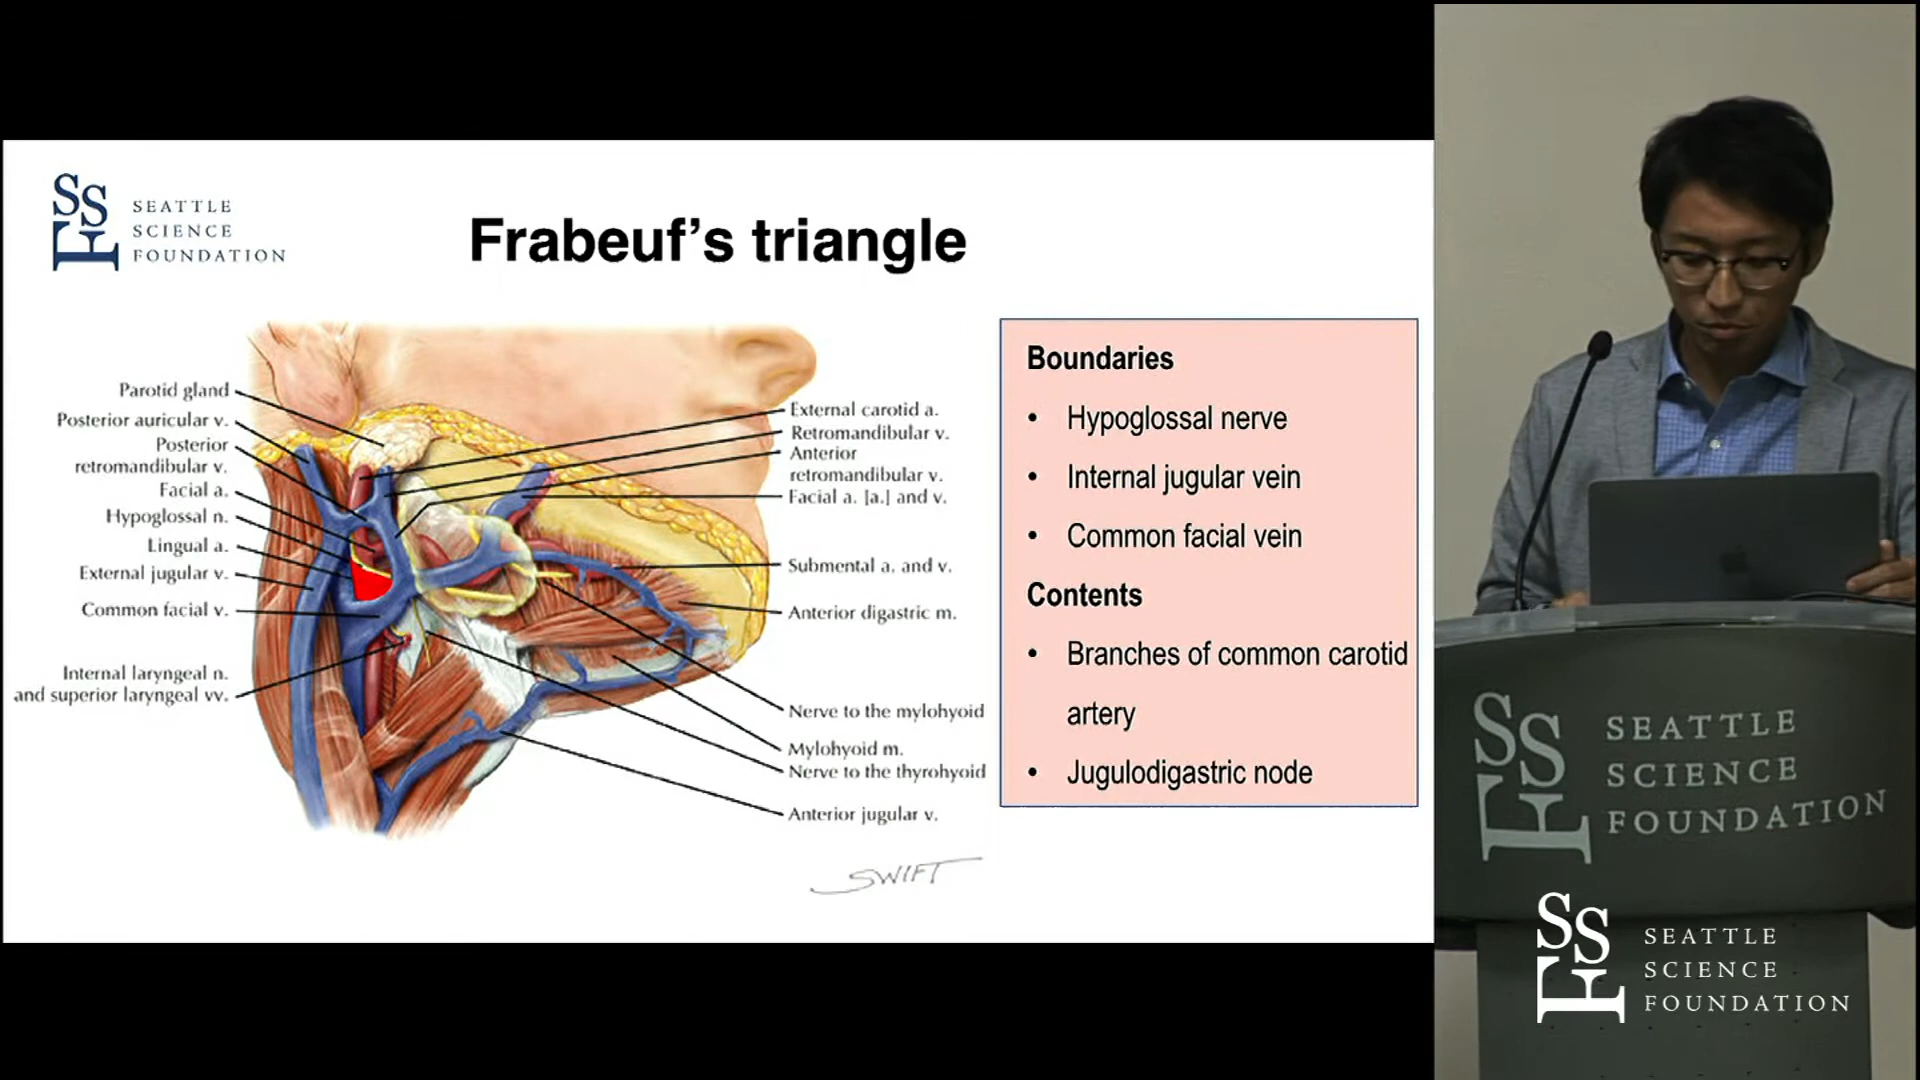 SSF
SEATTLE
SCIENCE
FOUNDATION
Frabeuf's triangle
Parotid gland
Posterior auricular v.
Posterior
retromandibular v.
Facial a.
Hypoglossal n.
Lingual a.
External jugular v.
Common facial v.
Internal laryngeal n.
and superior laryngeal vv.
External carotid a.
Retromandibular v.
Anterior
retromandibular v.
Facial a. [a.] and v.
Submental a. and v.
Anterior digastric m.
Nerve to the mylohyoid
Mylohyoid m.
Nerve to the thyrohyoid
Anterior jugular v.
SWIFT
Boundaries
• Hypoglossal nerve
• Internal jugular vein
• Common facial vein
Contents
• Branches of common carotid
artery
• Jugulodigastric node
SSF
SEATTLE
SCIENCE
FOUNDATION
SSF
SEATTLE
SCIENCE
FOUNDATION